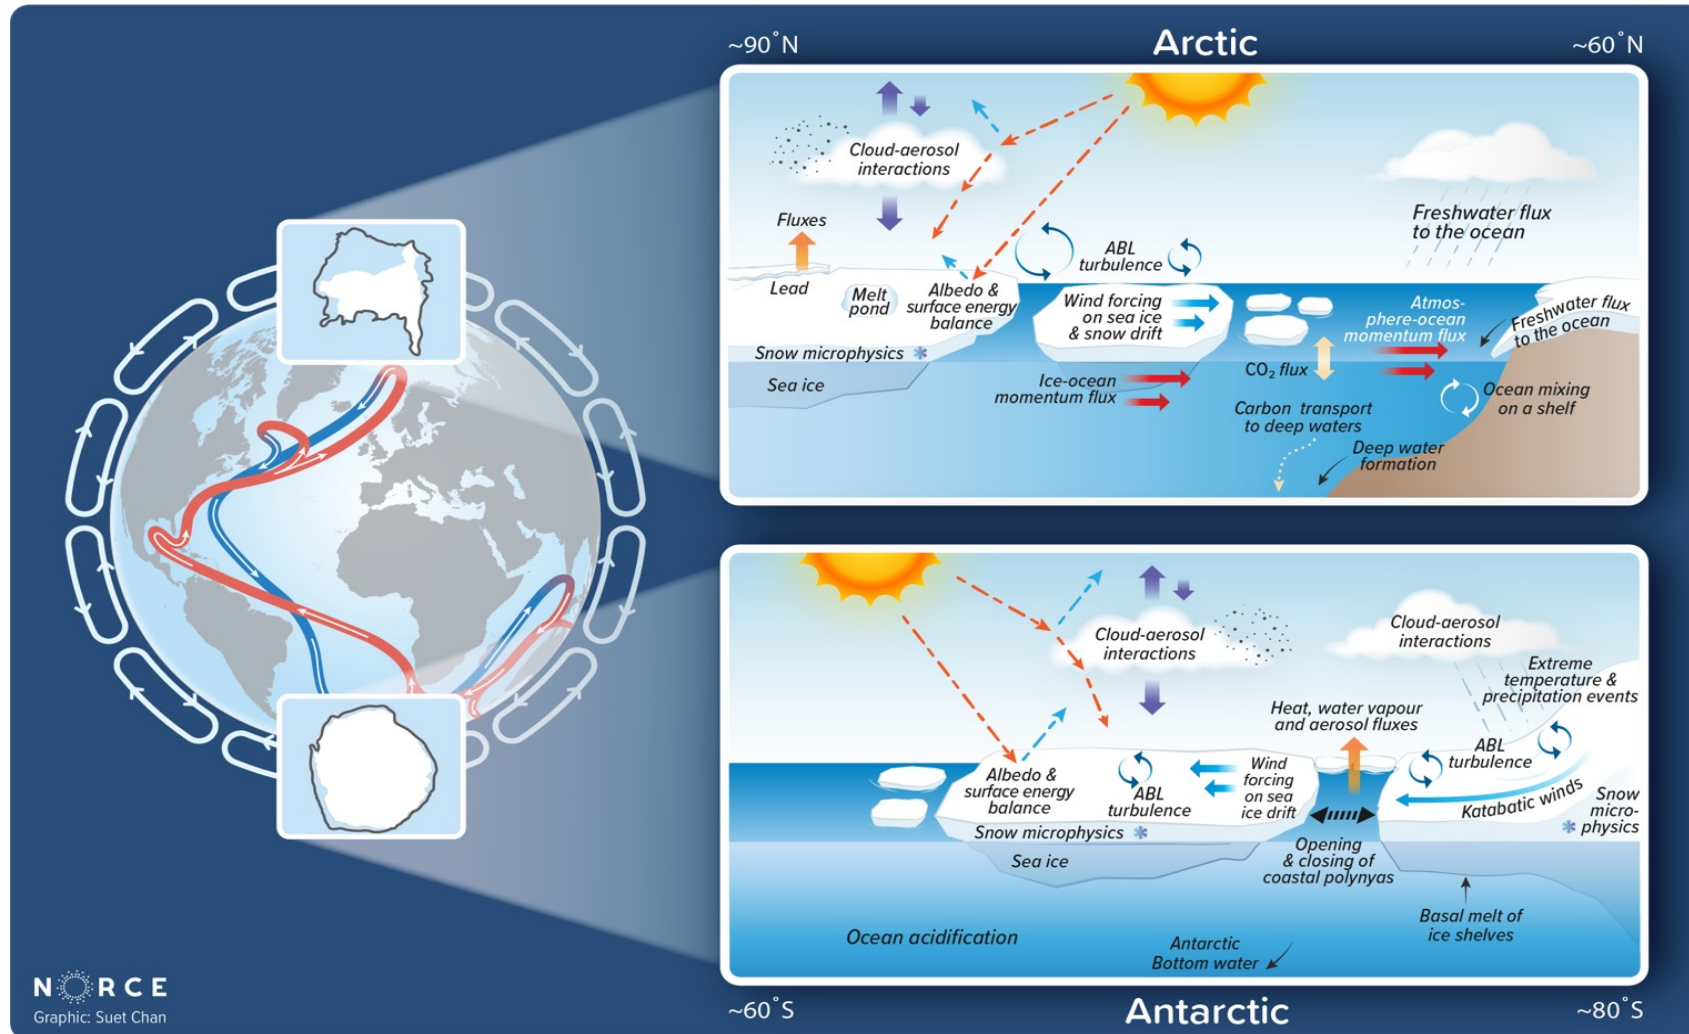 ~90°N
Arctic
~60°N
Cloud-aerosol
interactions
Fluxes
Freshwater flux
to the ocean
ABL
turbulence
Lead
Melt
pond
Albedo &
surface energy
balance
Wind forcing
on sea ice
& snow drift
Atmos-
phere-ocean
momentum flux
Freshwater flux
to the ocean
Snow microphysics
Sea ice
Ice-ocean
momentum flux
CO₂ flux
Ocean mixing
on a shelf
Carbon transport
to deep waters
Deep water
formation
Cloud-aerosol
interactions
Cloud-aerosol
interactions
Extreme
temperature &
precipitation events
Heat, water vapour
and aerosol fluxes
ABL
turbulence
Albedo &
surface energy
balance
ABL
turbulence
Wind
forcing
on sea
ice drift
Katabatic winds
Snow
micro-
physics
Snow microphysics
Sea ice
Opening
& closing of
coastal polynyas
Basal melt of
ice shelves
Ocean acidification
Antarctic
Bottom water
~60°S
Antarctic
~80°S
NORCE
Graphic: Suet Chan